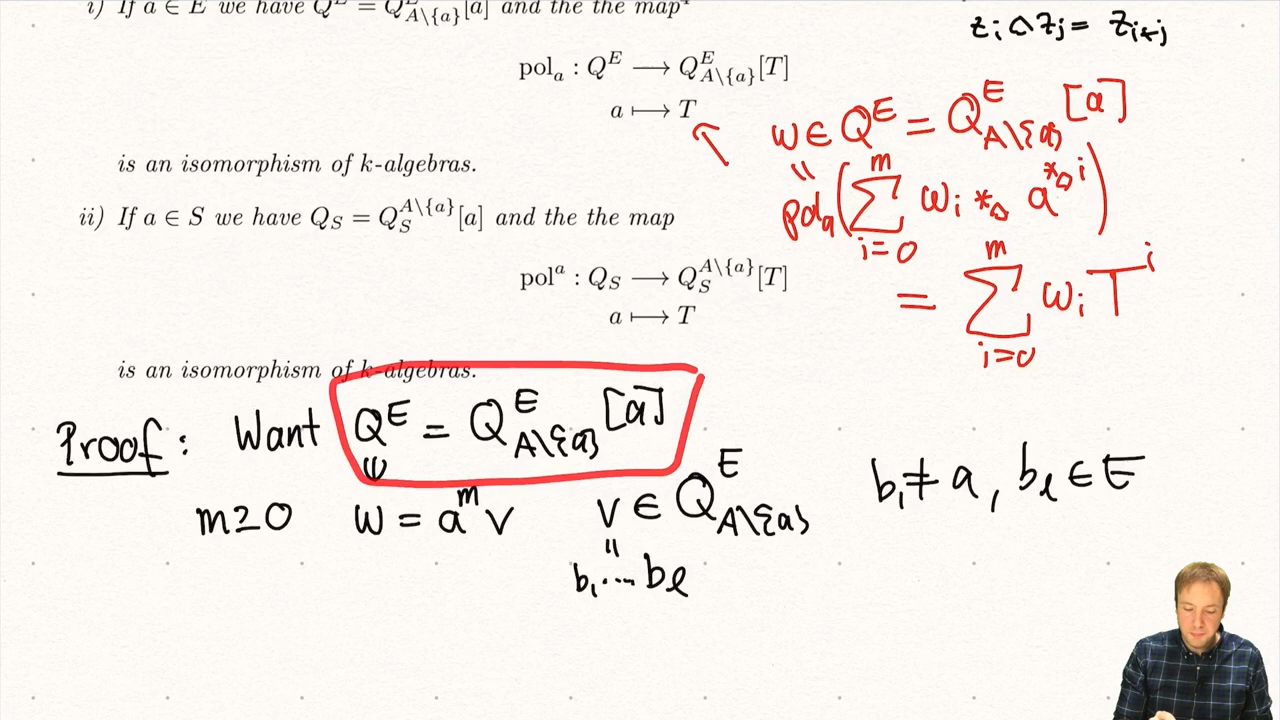 i) If a ∈ E we have Q^E = Q^E_{A\{a}}[a] and the the map
pol_a : Q^E ⟶ Q^E_{A\{a}}[T]
a ⟼ T
is an isomorphism of k-algebras.
ii) If a ∈ S we have Q_S = Q_S^{A\{a}}[a] and the the map
pol^a : Q_S ⟶ Q_S^{A\{a}}[T]
a ⟼ T
is an isomorphism of k-algebras.
z_i ◇ z_j = z_{i+j}
w ∈ Q^E = Q^E_{A\{a}}[a]
pol_a(∑_{i=0}^{m} w_i *_◇ a^{*_◇ i})
= ∑_{i=0}^{m} w_i T^i
Proof: Want Q^E = Q^E_{A\{a}}[a]
m≥0 w = a^m v v ∈ Q^E_{A\{a}} b_1 ≠ a, b_l ∈ E
b_1 ... b_l